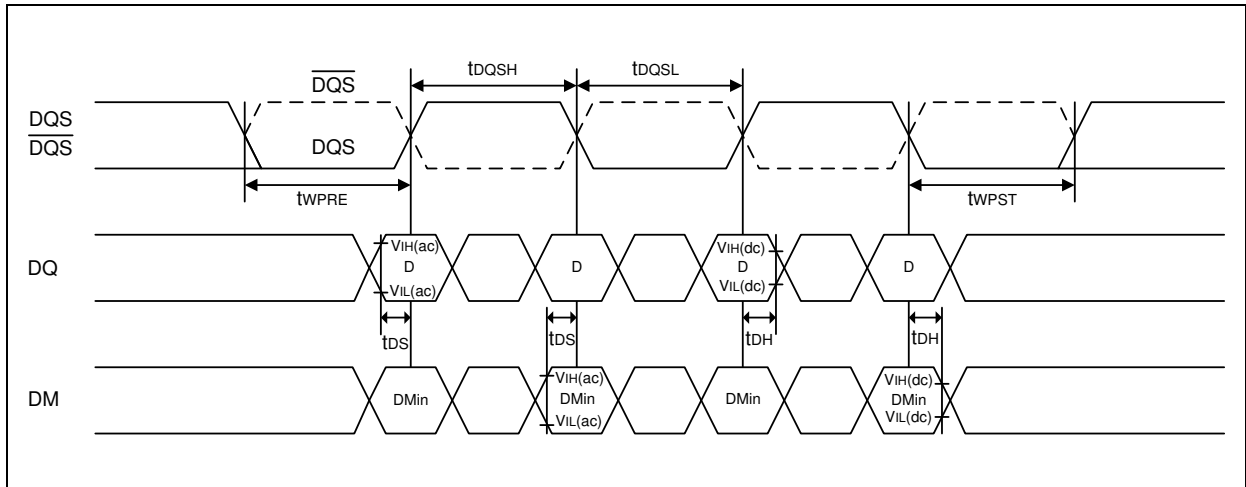 DQS
tDQSH
tDQSL
DQS
DQS
DQS
tWPRE
tWPST
DQ
VIH(ac)
D
VIL(ac)
D
VIH(dc)
D
VIL(dc)
D
tDS
tDS
tDH
tDH
DM
DMin
VIH(ac)
DMin
VIL(ac)
DMin
VIH(dc)
DMin
VIL(dc)